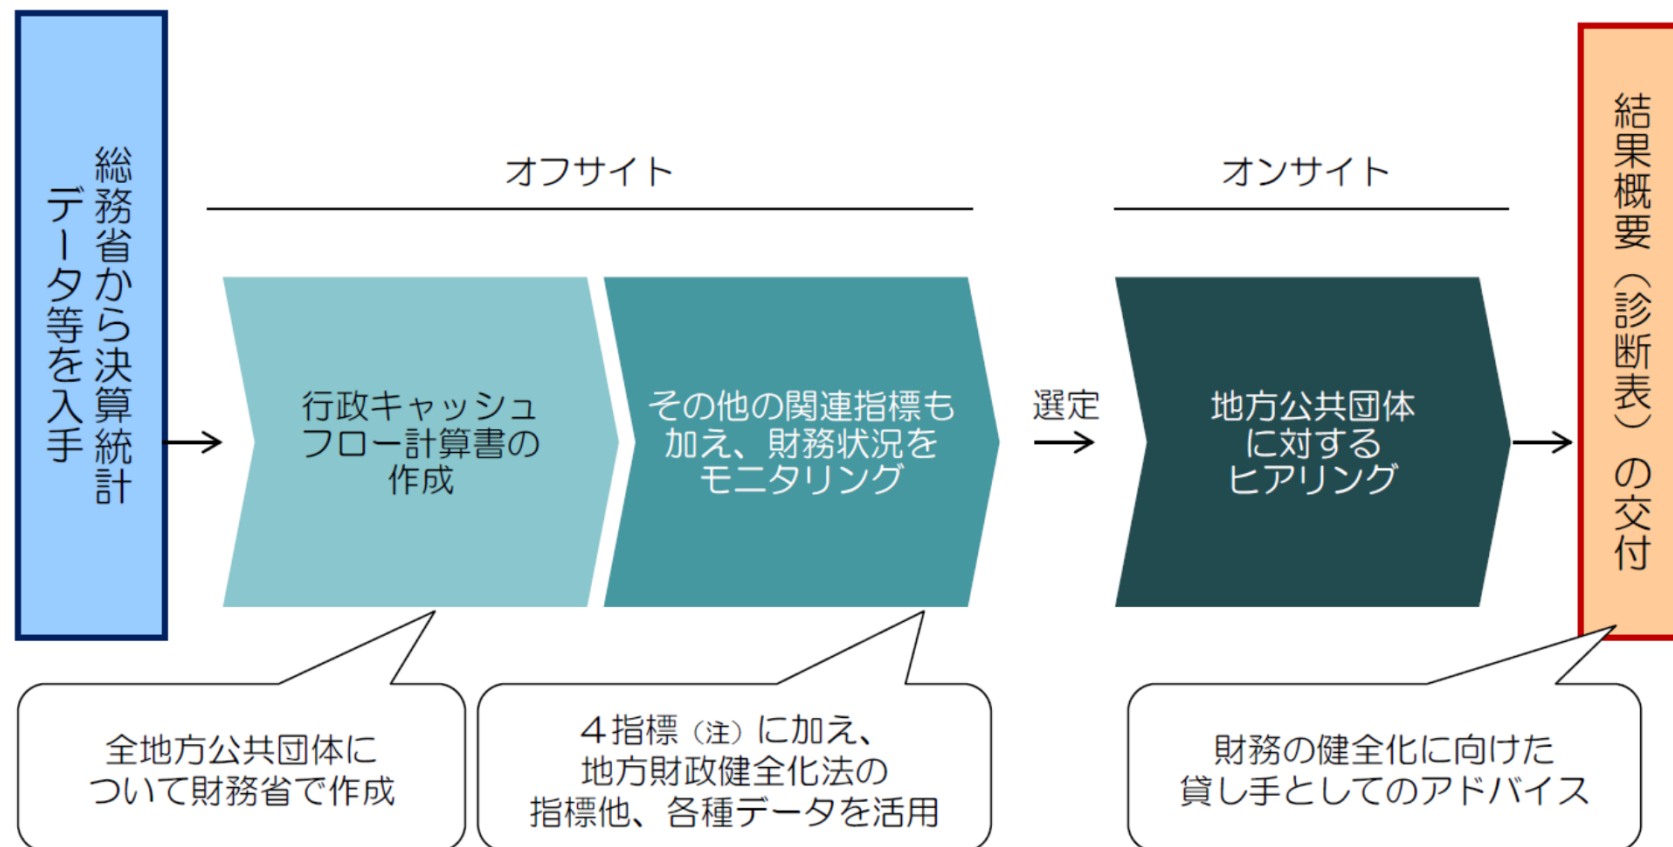 総務省から決算統計
データ等を入手
オフサイト
行政キャッシュ
フロー計算書の
作成
その他の関連指標も
加え、財務状況を
モニタリング
選定
オンサイト
地方公共団体
に対する
ヒアリング
結果概要（診断表）の交付
全地方公共団体に
ついて財務省で作成
４指標（注）に加え、
地方財政健全化法の
指標他、各種データを活用
財務の健全化に向けた
貸し手としてのアドバイス